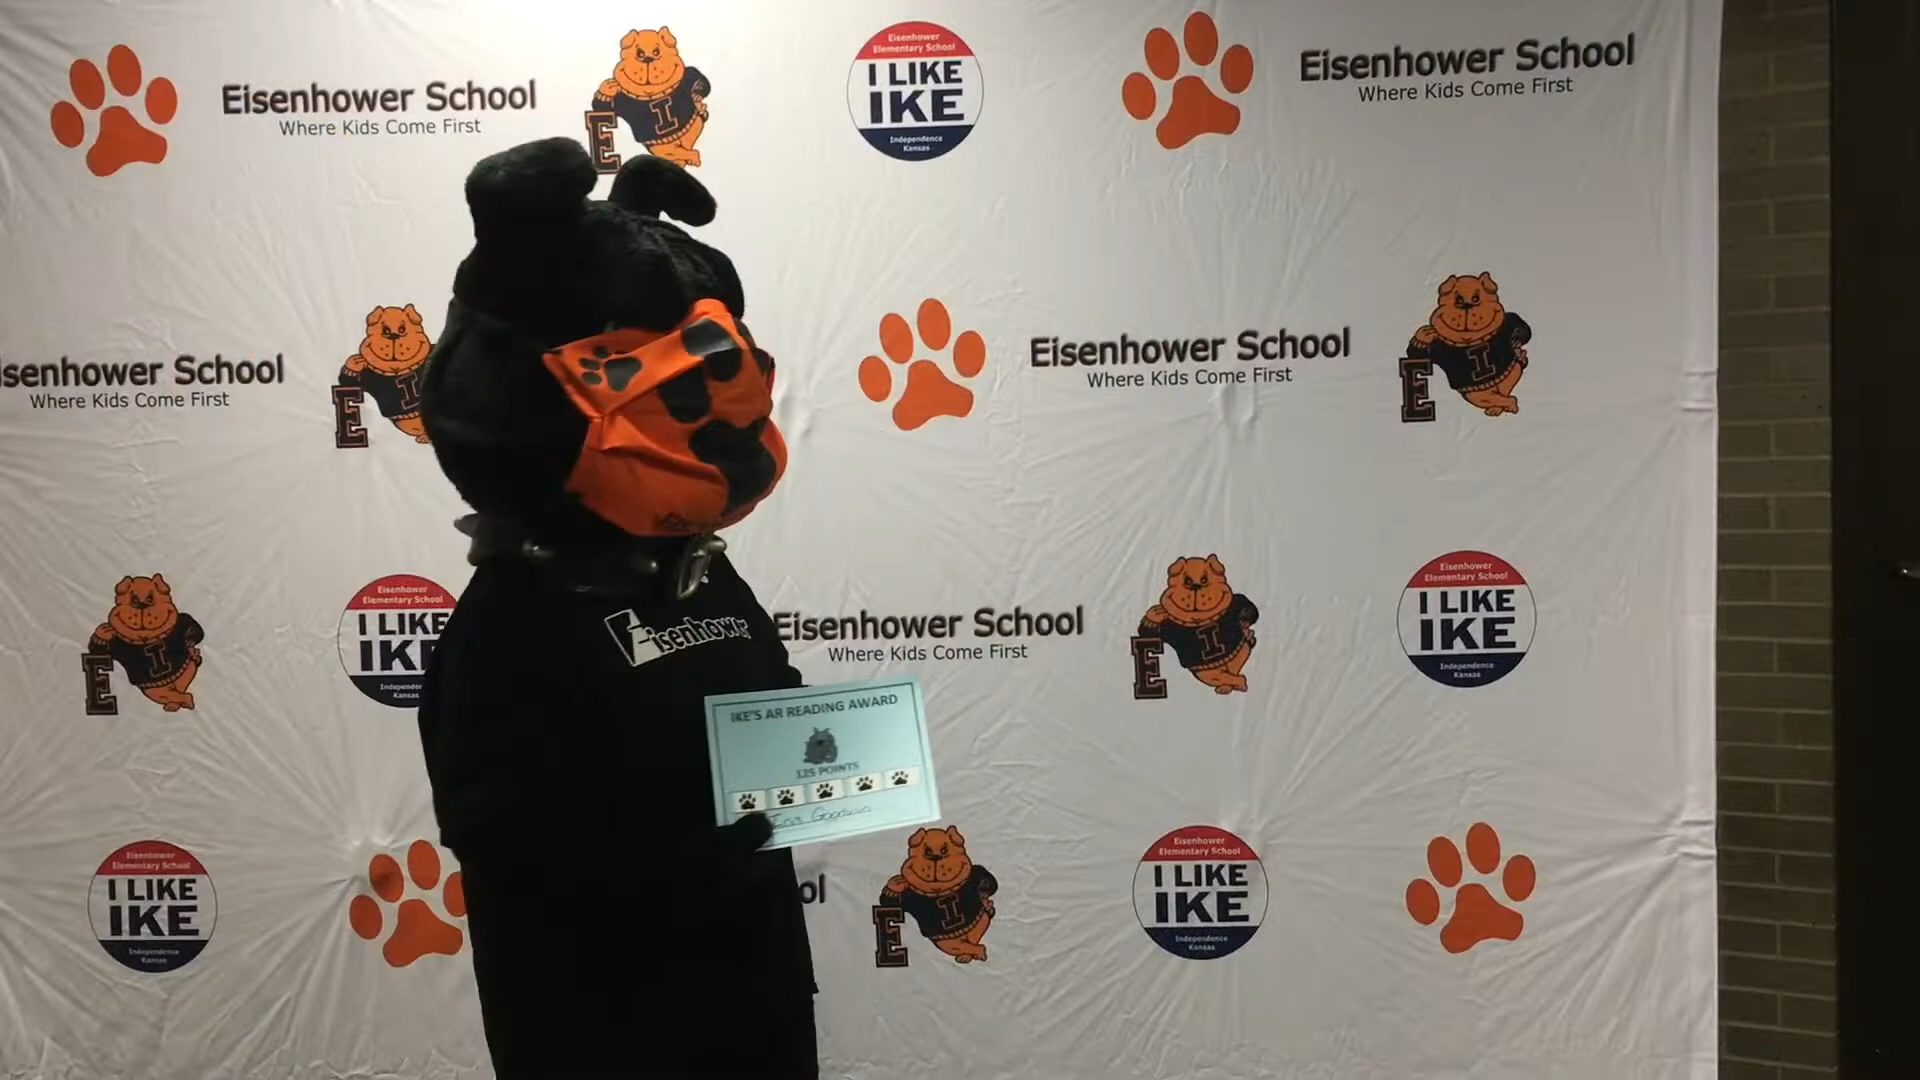 Eisenhower School
Where Kids Come First
E
I
Eisenhower
Elementary School
I LIKE
IKE
Independence
Kansas
Eisenhower School
Where Kids Come First
isenhower School
Where Kids Come First
E
I
Eisenhower School
Where Kids Come First
E
I
E
I
Eisenhower
Elementary School
I LIKE
IKE
Kansas
Eisenhower
Eisenhower School
Where Kids Come First
E
I
Eisenhower
Elementary School
I LIKE
IKE
Independence
Kansas
IKE'S AR READING AWARD
125 POINTS
Eisenhower
Elementary School
I LIKE
IKE
Independence
Kansas
ol
E
I
Eisenhower
Elementary School
I LIKE
IKE
Independence
Kansas